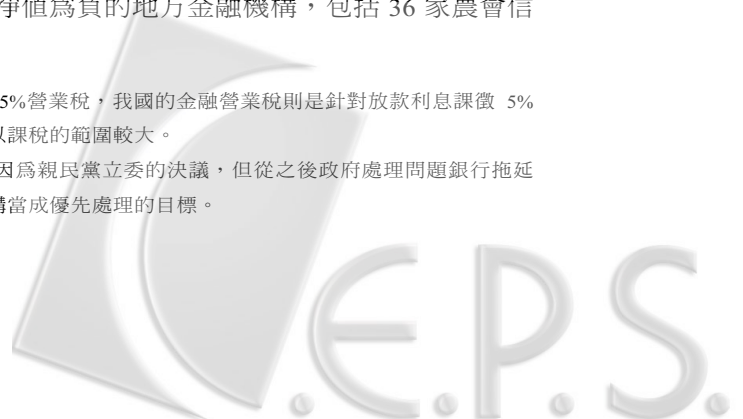 淨值為負的地方金融機構，包括 36 家農會信
5%營業稅，我國的金融營業稅則是針對放款利息課徵 5%
以課稅的範圍較大。
因為親民黨立委的決議，但從之後政府處理問題銀行拖延
構當成優先處理的目標。
C.E.P.S.